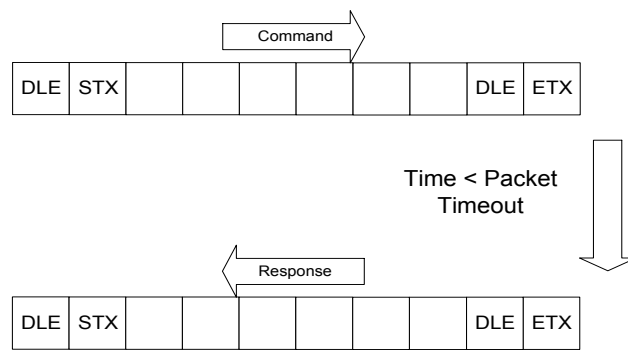 Command
DLE STX DLE ETX
Time < Packet
Timeout
Response
DLE STX DLE ETX